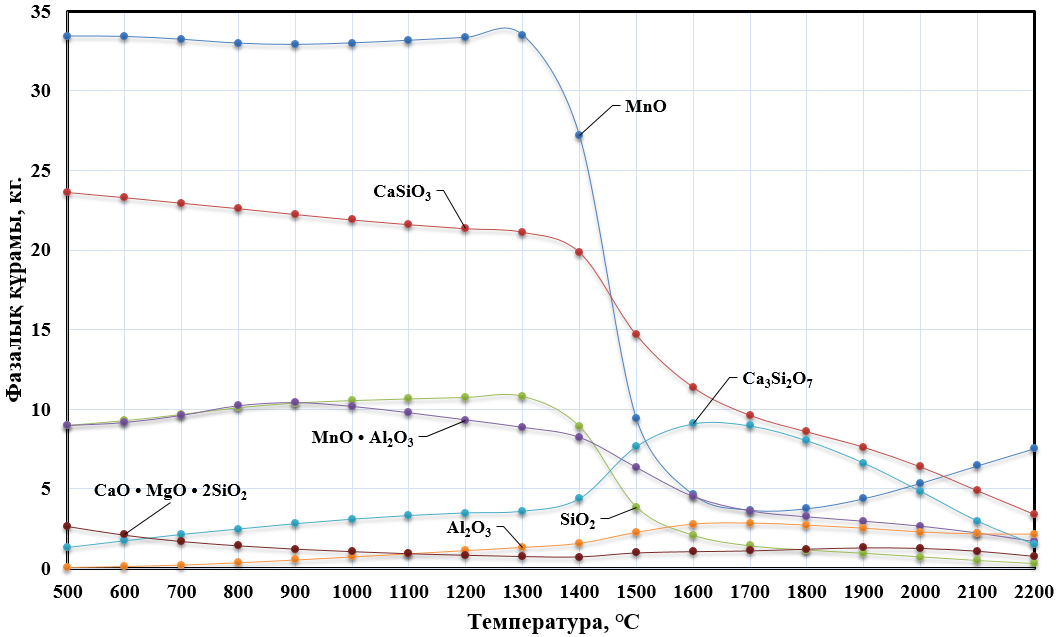 Фазалық құрамы, кг.
35
30
25
20
15
10
5
0
MnO
CaSiO₃
Ca₃Si₂O₇
MnO • Al₂O₃
CaO • MgO • 2SiO₂
SiO₂
Al₂O₃
500 600 700 800 900 1000 1100 1200 1300 1400 1500 1600 1700 1800 1900 2000 2100 2200
Температура, °С